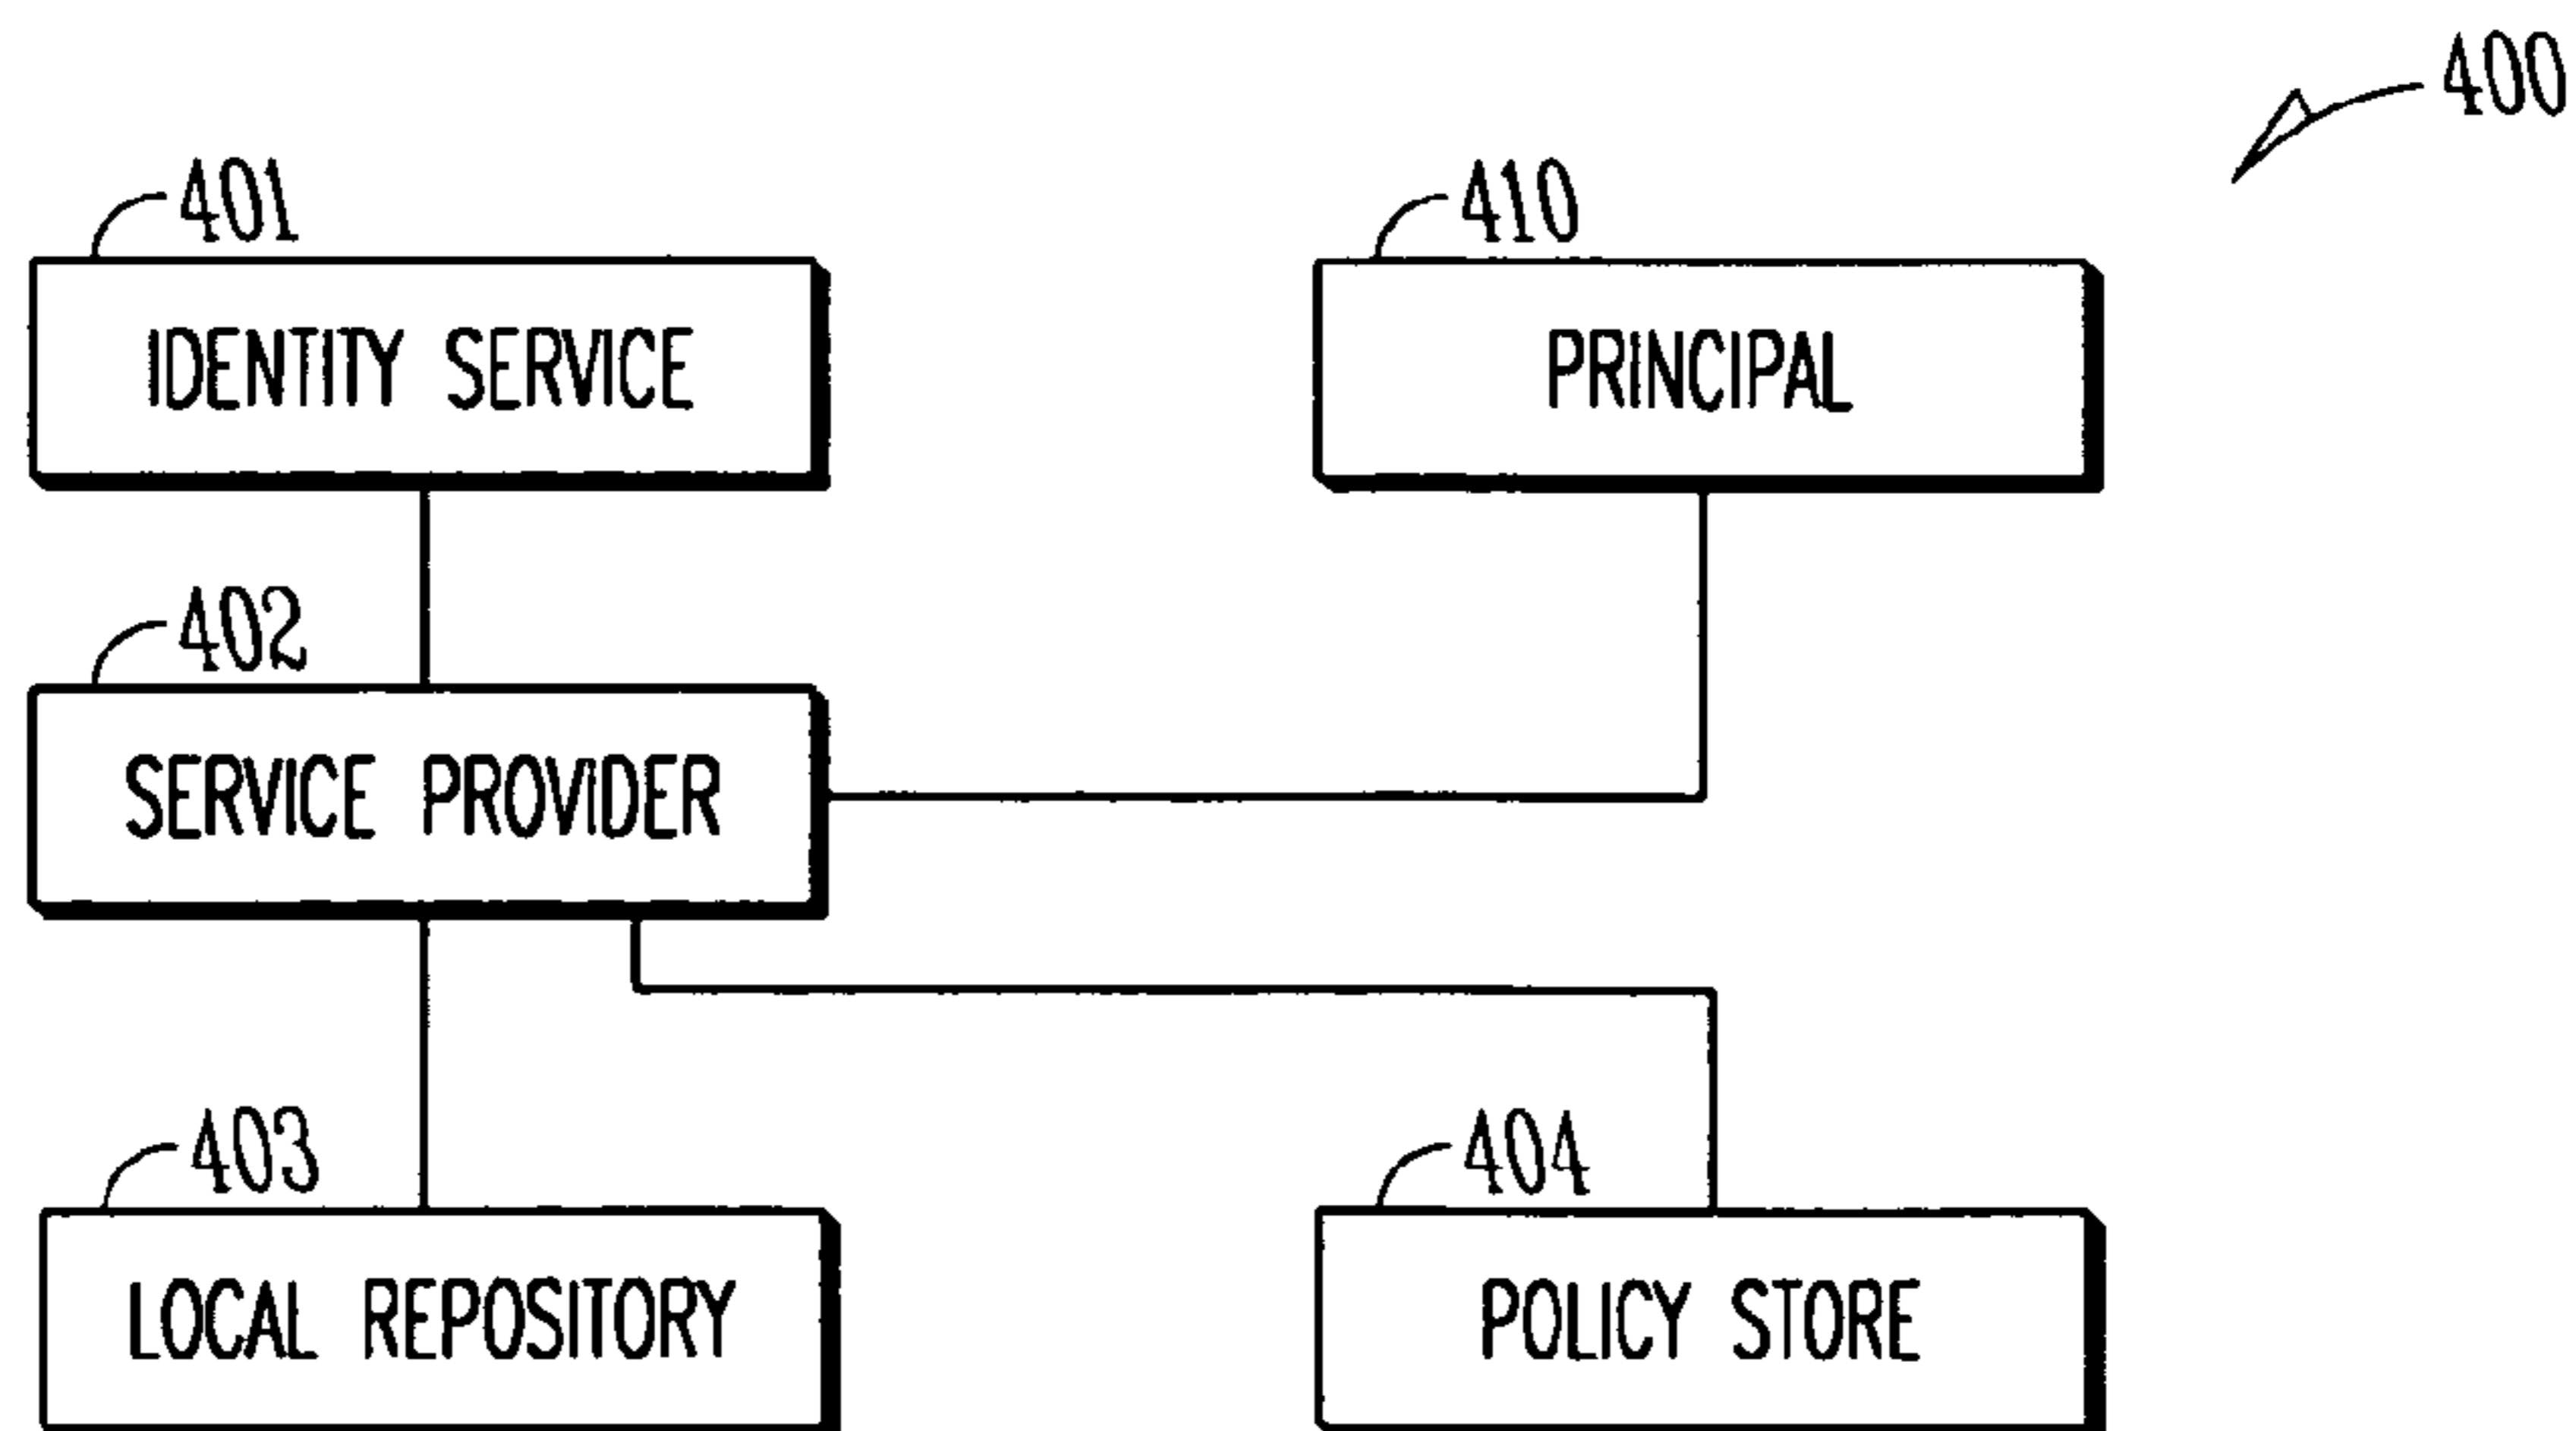 400
401
410
IDENTITY SERVICE
PRINCIPAL
402
SERVICE PROVIDER
403
404
LOCAL REPOSITORY
POLICY STORE